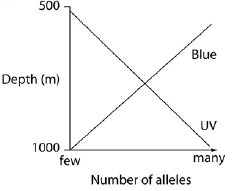 500
Blue
Depth (m)
UV
1000
few many
Number of alleles